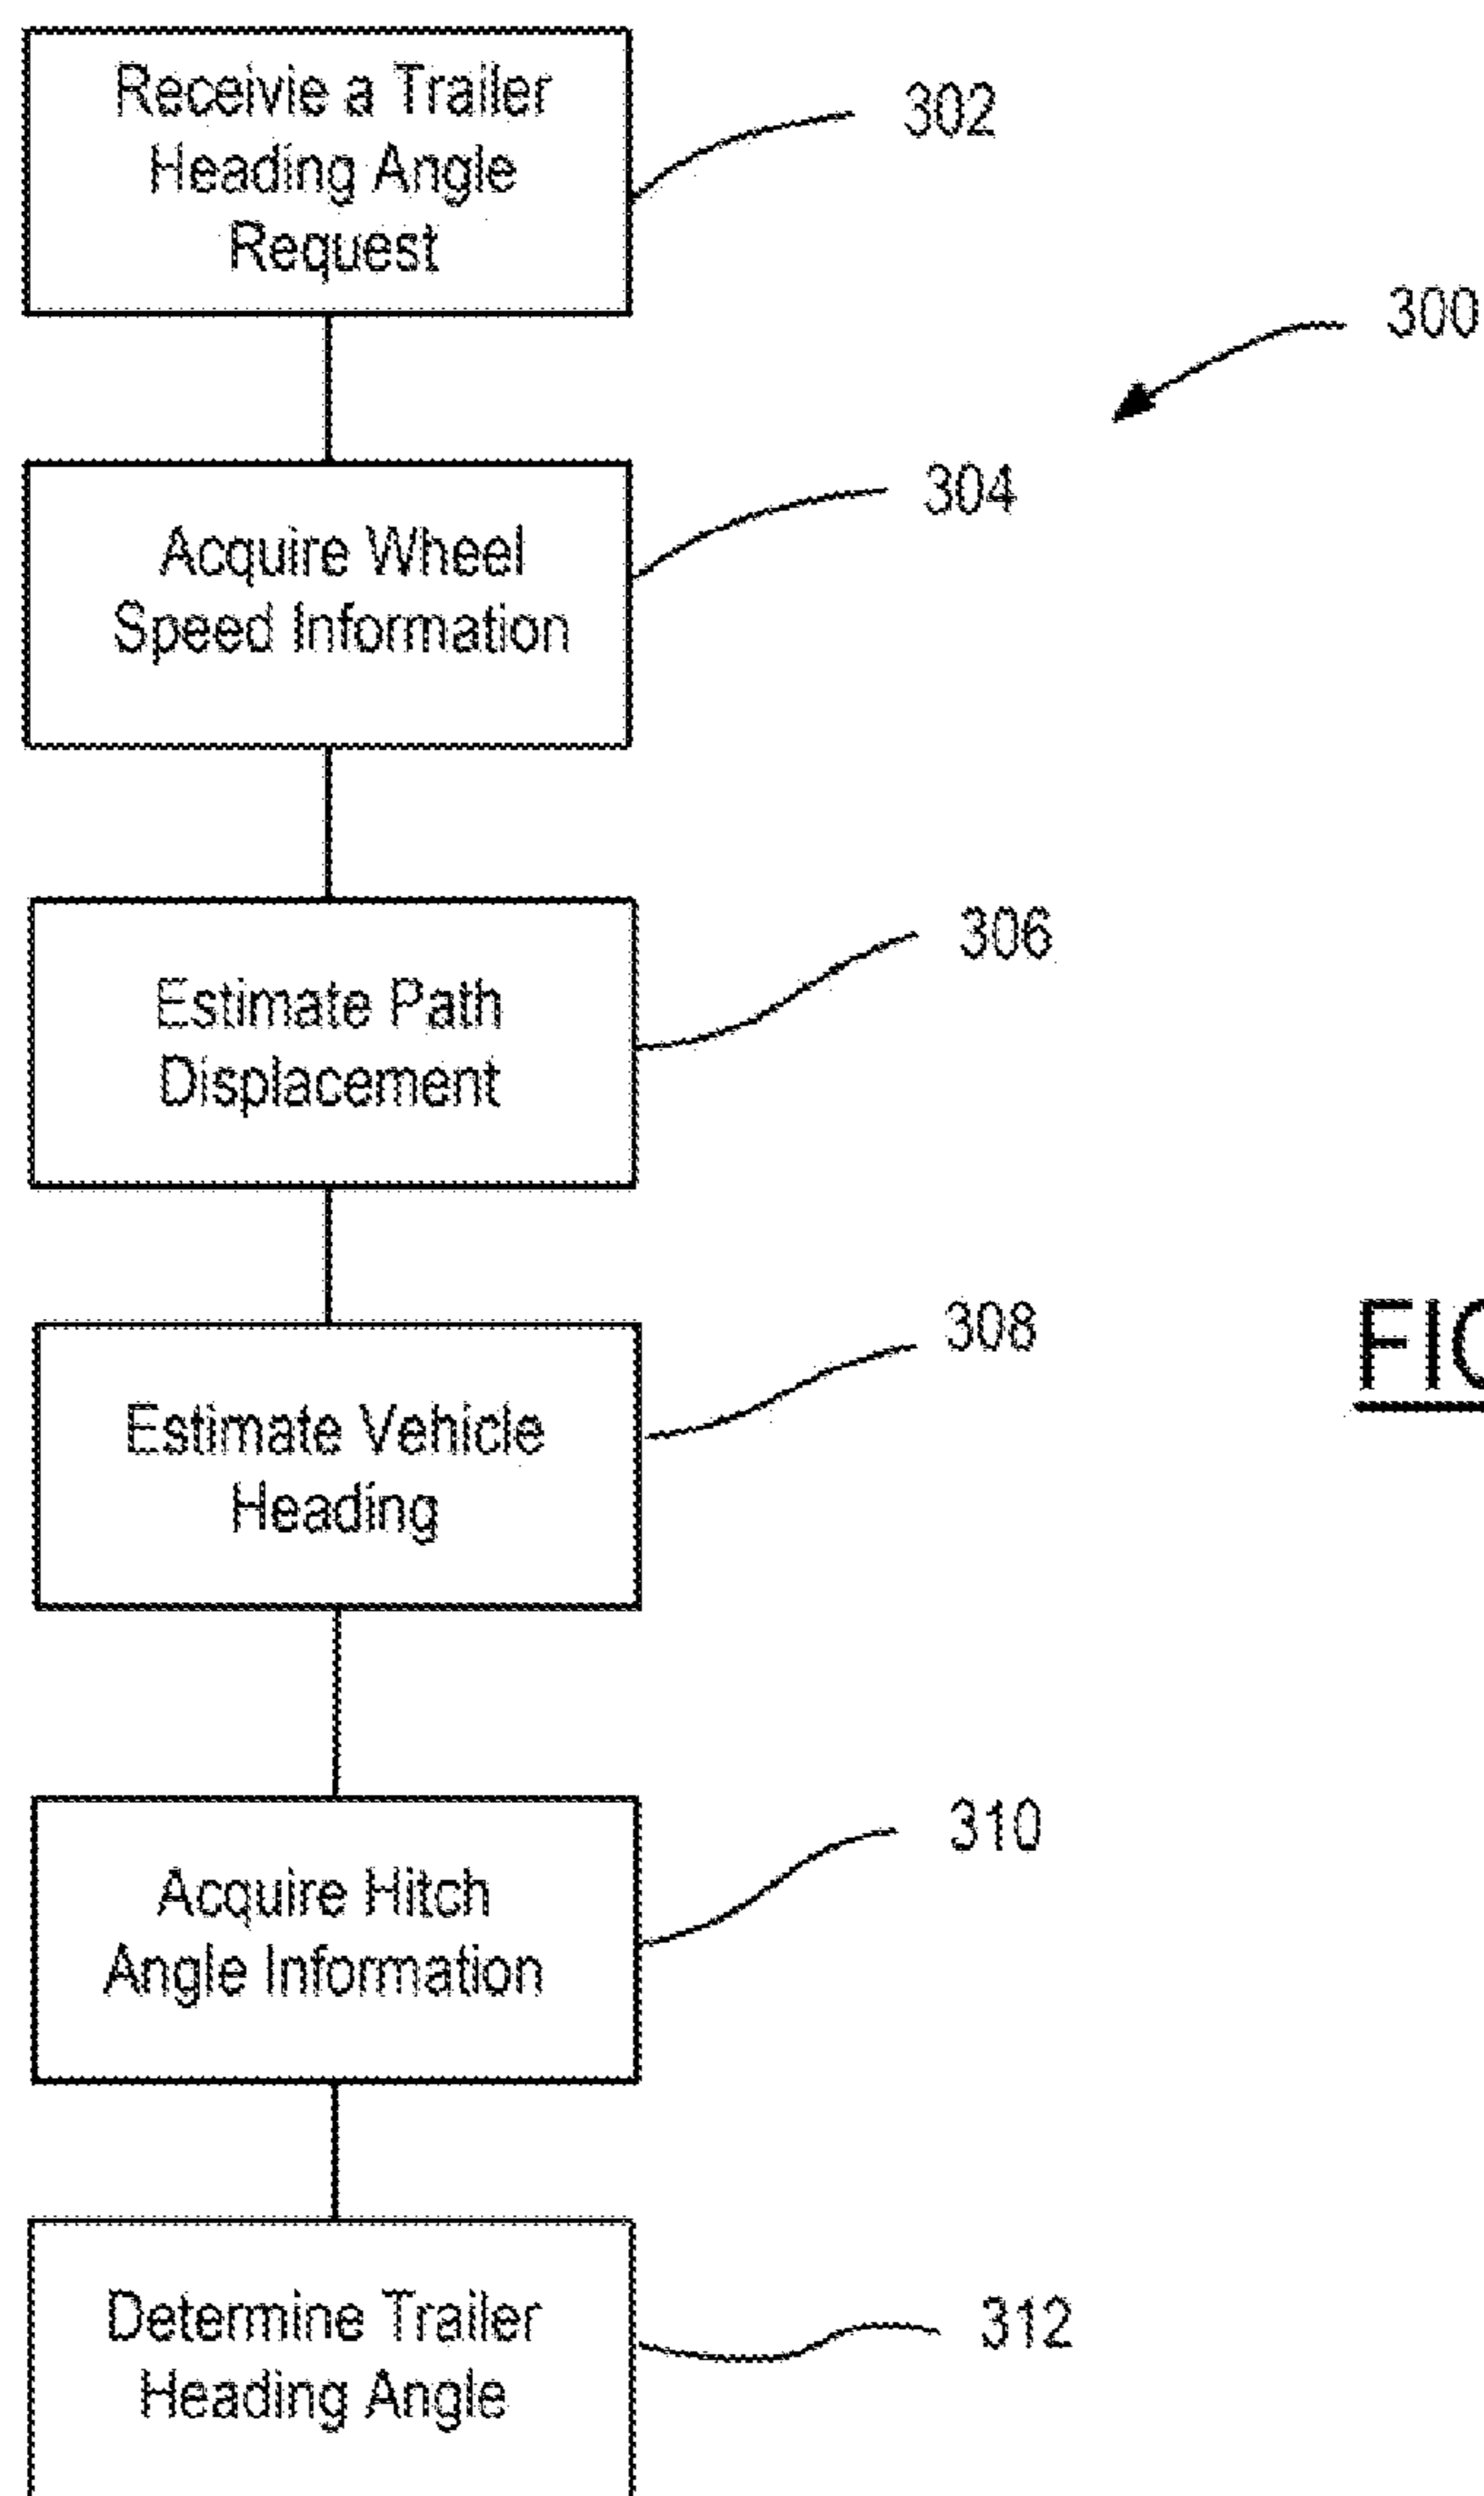 Receivie a Trailer
Heading Angle
Request
302
300
Acquire Wheel
Speed Information
304
Estimate Path
Displacement
306
Estimate Vehicle
Heading
308
Acquire Hitch
Angle Information
310
Determine Trailer
Heading Angle
312